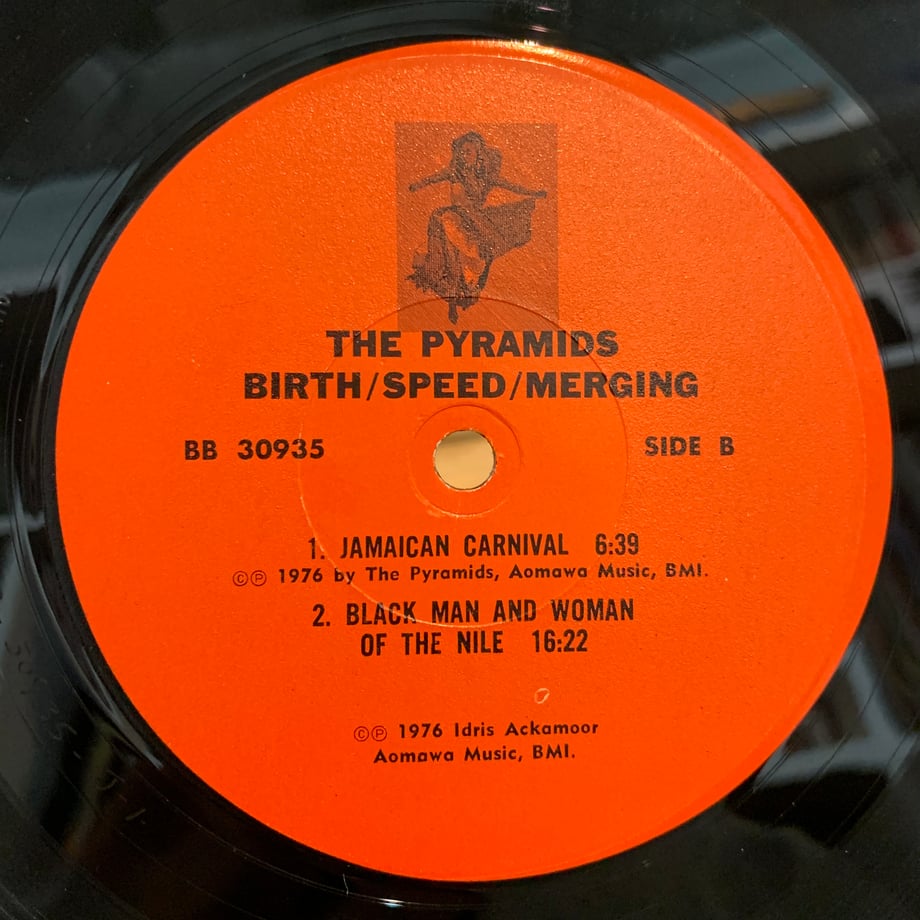 THE PYRAMIDS
BIRTH/SPEED/MERGING
BB 30935 SIDE B
1. JAMAICAN CARNIVAL 6:39
©℗ 1976 by The Pyramids, Aomawa Music, BMI.
2. BLACK MAN AND WOMAN
OF THE NILE 16:22
©℗ 1976 Idris Ackamoor
Aomawa Music, BMI.